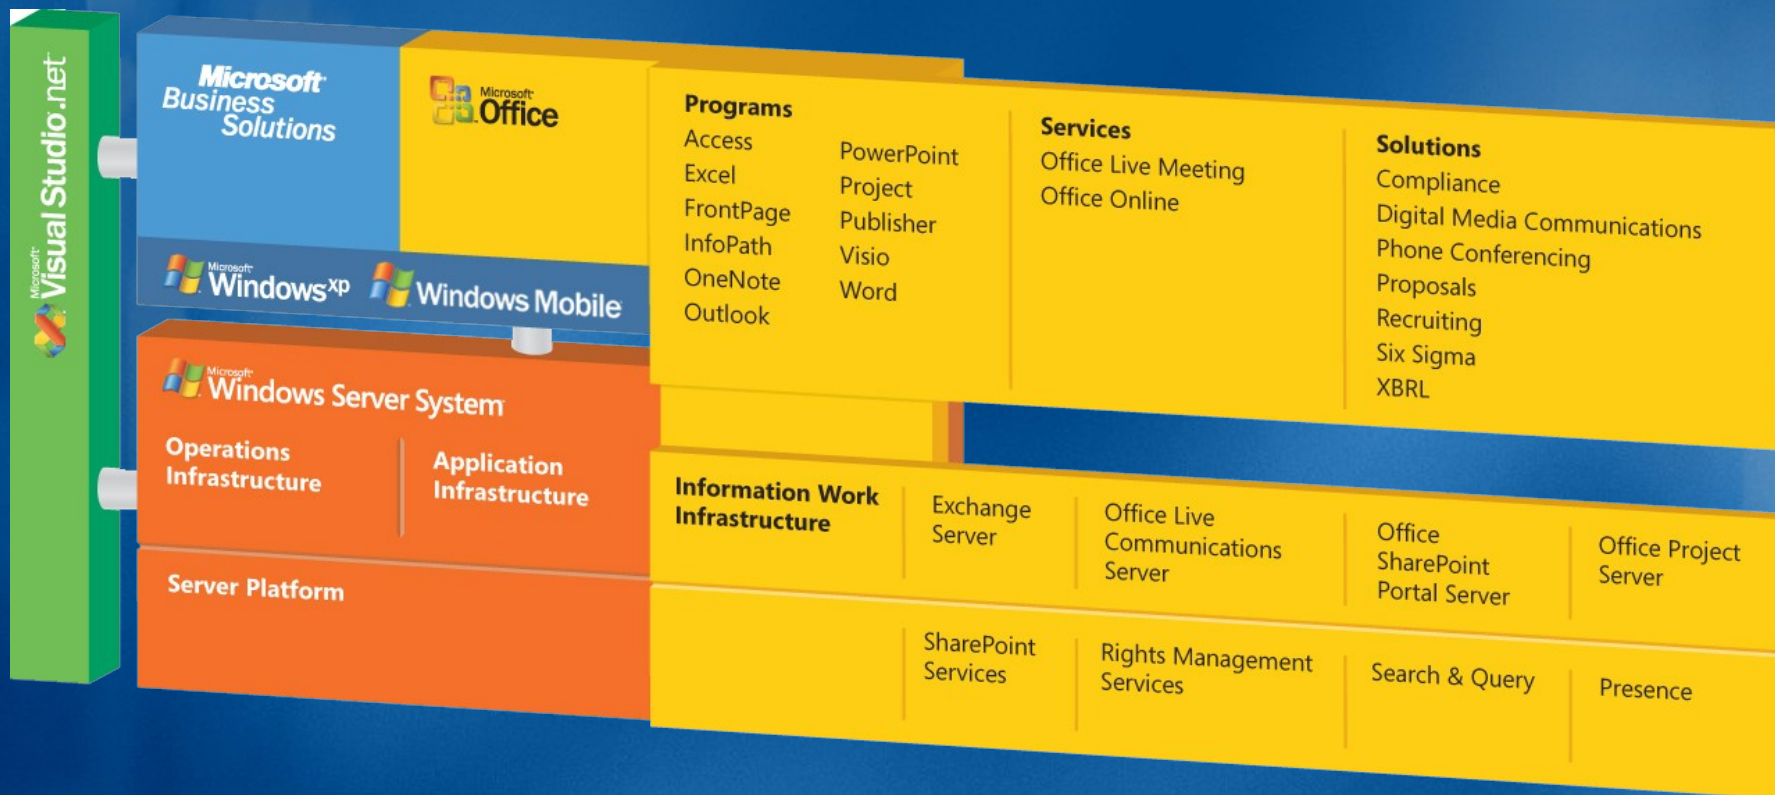 Microsoft
Visual Studio .net
Microsoft
Business
Solutions
Microsoft
Office
Microsoft
Windows xp
Windows Mobile
Programs
Access
Excel
FrontPage
InfoPath
OneNote
Outlook
PowerPoint
Project
Publisher
Visio
Word
Services
Office Live Meeting
Office Online
Solutions
Compliance
Digital Media Communications
Phone Conferencing
Proposals
Recruiting
Six Sigma
XBRL
Microsoft
Windows Server System
Operations
Infrastructure
Application
Infrastructure
Information Work
Infrastructure
Exchange
Server
Office Live
Communications
Server
Office
SharePoint
Portal Server
Office Project
Server
Server Platform
SharePoint
Services
Rights Management
Services
Search & Query
Presence